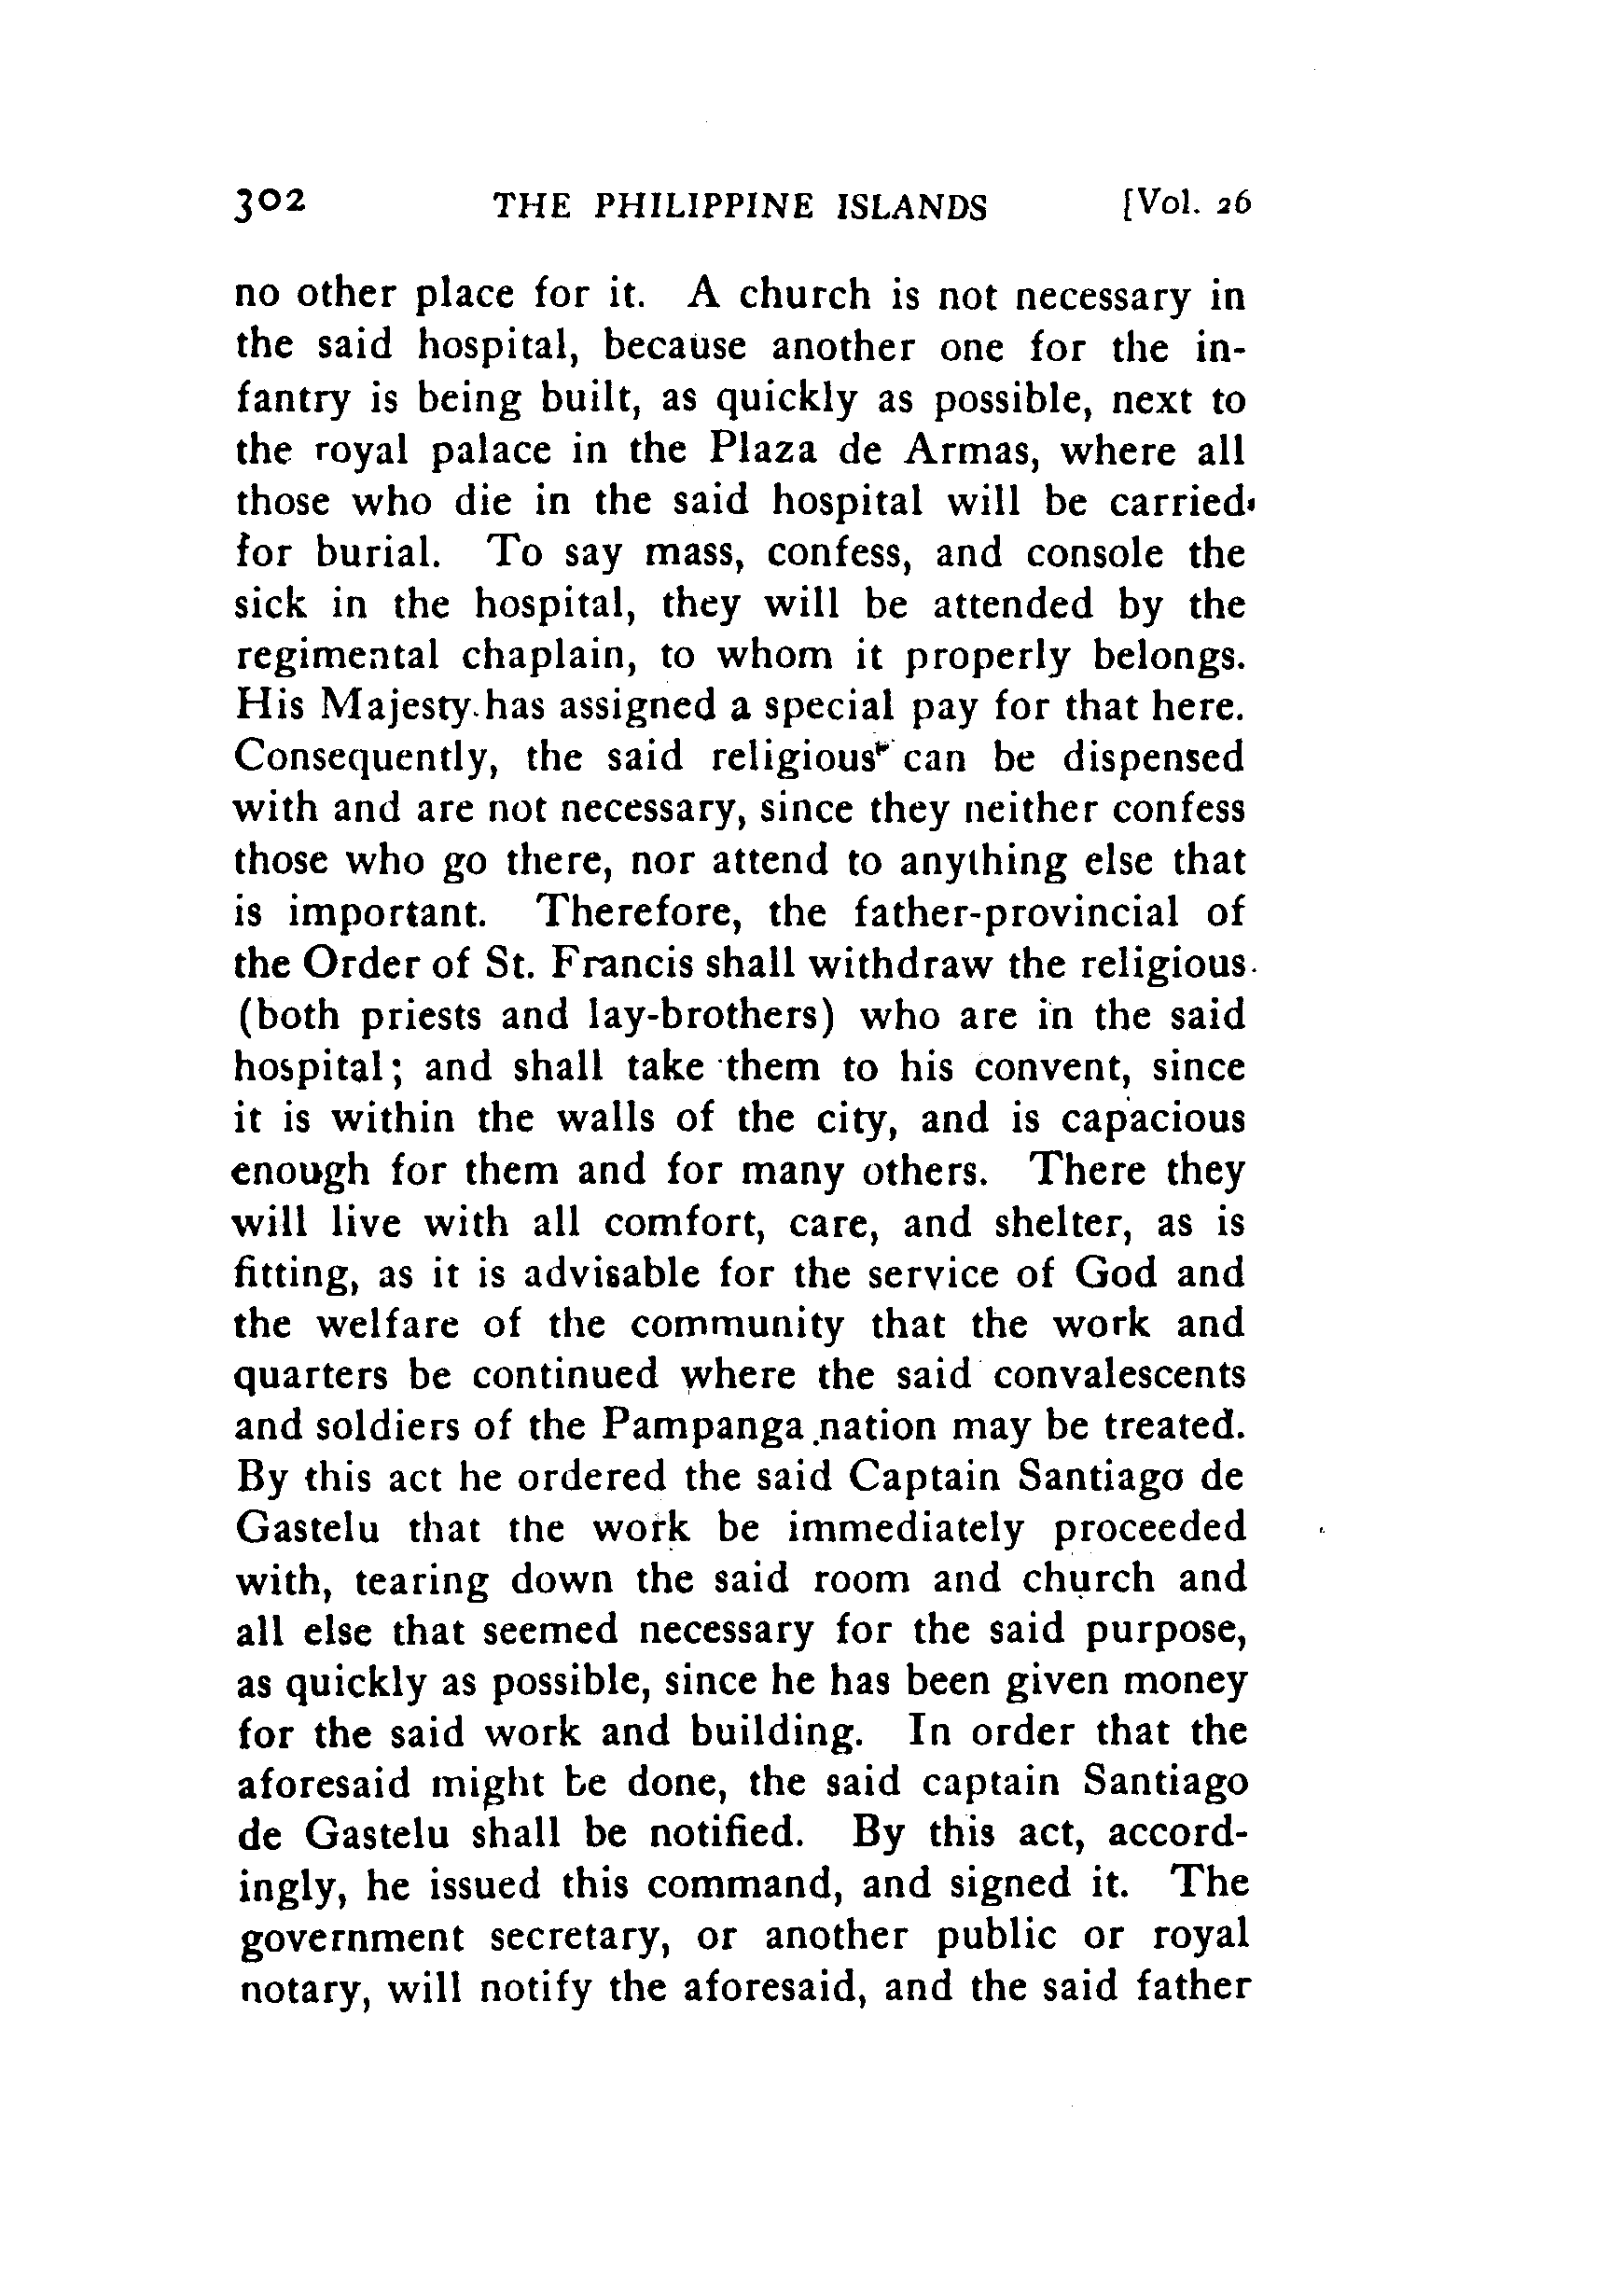 302 THE PHILIPPINE ISLANDS [Vol. 26
no other place for it. A church is not necessary in
the said hospital, because another one for the in-
fantry is being built, as quickly as possible, next to
the royal palace in the Plaza de Armas, where all
those who die in the said hospital will be carried
for burial. To say mass, confess, and console the
sick in the hospital, they will be attended by the
regimental chaplain, to whom it properly belongs.
His Majesty has assigned a special pay for that here.
Consequently, the said religious can be dispensed
with and are not necessary, since they neither confess
those who go there, nor attend to anything else that
is important. Therefore, the father-provincial of
the Order of St. Francis shall withdraw the religious
(both priests and lay-brothers) who are in the said
hospital; and shall take them to his convent, since
it is within the walls of the city, and is capacious
enough for them and for many others. There they
will live with all comfort, care, and shelter, as is
fitting, as it is advisable for the service of God and
the welfare of the community that the work and
quarters be continued where the said convalescents
and soldiers of the Pampanga nation may be treated.
By this act he ordered the said Captain Santiago de
Gastelu that the work be immediately proceeded
with, tearing down the said room and church and
all else that seemed necessary for the said purpose,
as quickly as possible, since he has been given money
for the said work and building. In order that the
aforesaid might be done, the said captain Santiago
de Gastelu shall be notified. By this act, accord-
ingly, he issued this command, and signed it. The
government secretary, or another public or royal
notary, will notify the aforesaid, and the said father